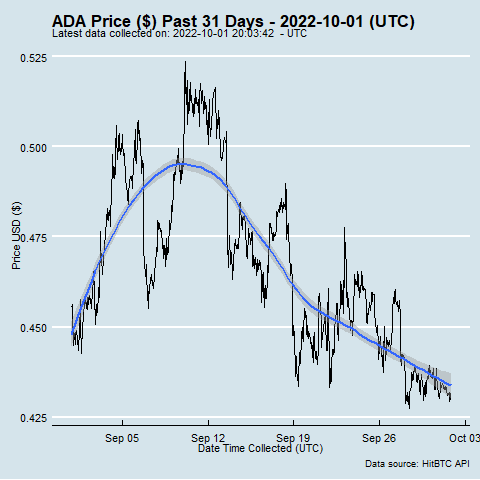 ADA Price ($) Past 31 Days - 2022-10-01 (UTC)
Latest data collected on: 2022-10-01 20:03:42 - UTC
0.525
0.500
0.475
0.450
0.425
Price USD ($)
Sep 05 Sep 12 Sep 19 Sep 26 Oct 03
Date Time Collected (UTC)
Data source: HitBTC API